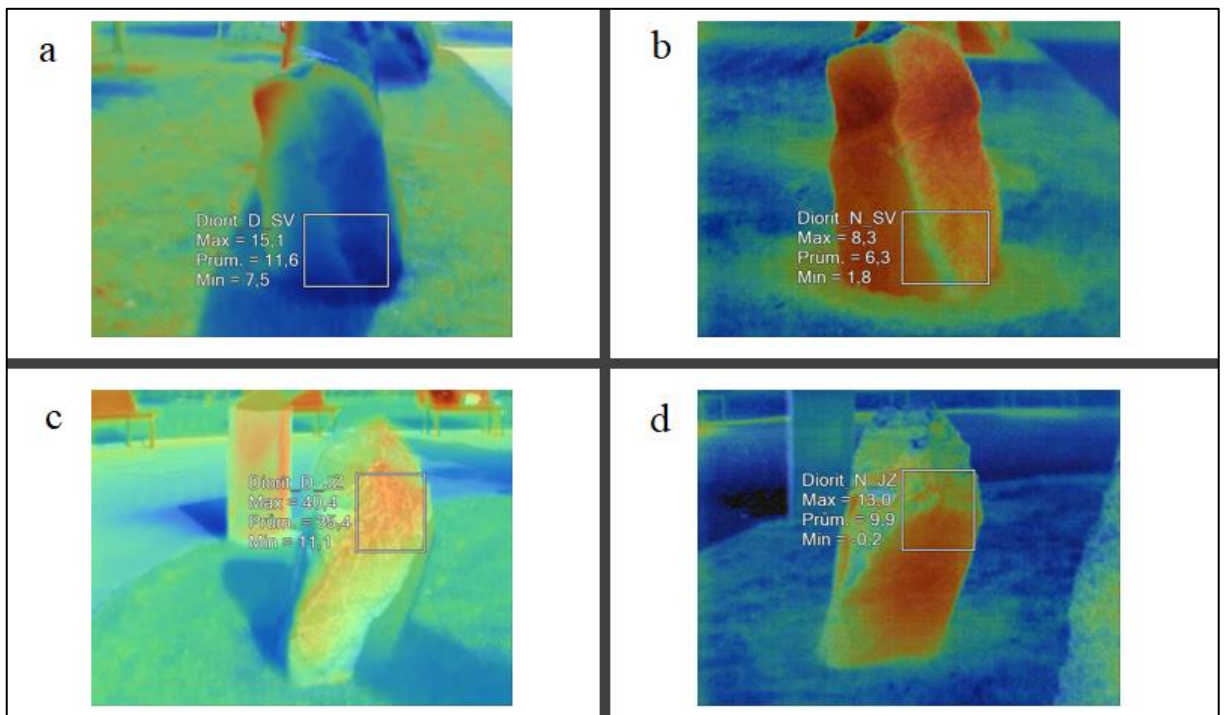 a
Diorit_D_SV
Max = 15,1
Prům. = 11,6
Min = 7,5
b
Diorit_N_SV
Max = 8,3
Prům. = 6,3
Min = 1,8
c
Diorit_D_JZ
Max = 40,4
Prům. = 35,4
Min = 11,1
d
Diorit_N_JZ
Max = 13,0
Prům. = 9,9
Min = -0,2